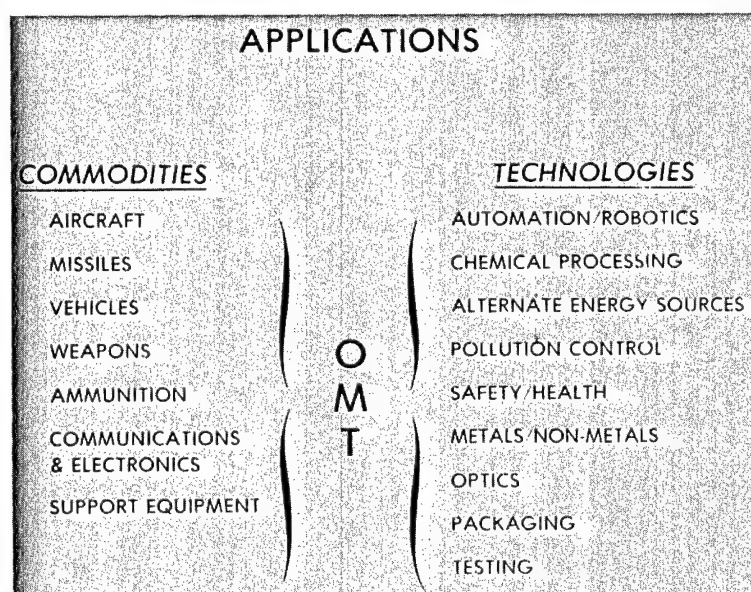 APPLICATIONS
COMMODITIES
AIRCRAFT
MISSILES
VEHICLES
WEAPONS
AMMUNITION
COMMUNICATIONS
& ELECTRONICS
SUPPORT EQUIPMENT
O
M
T
TECHNOLOGIES
AUTOMATION/ROBOTICS
CHEMICAL PROCESSING
ALTERNATE ENERGY SOURCES
POLLUTION CONTROL
SAFETY/HEALTH
METALS/NON-METALS
OPTICS
PACKAGING
TESTING